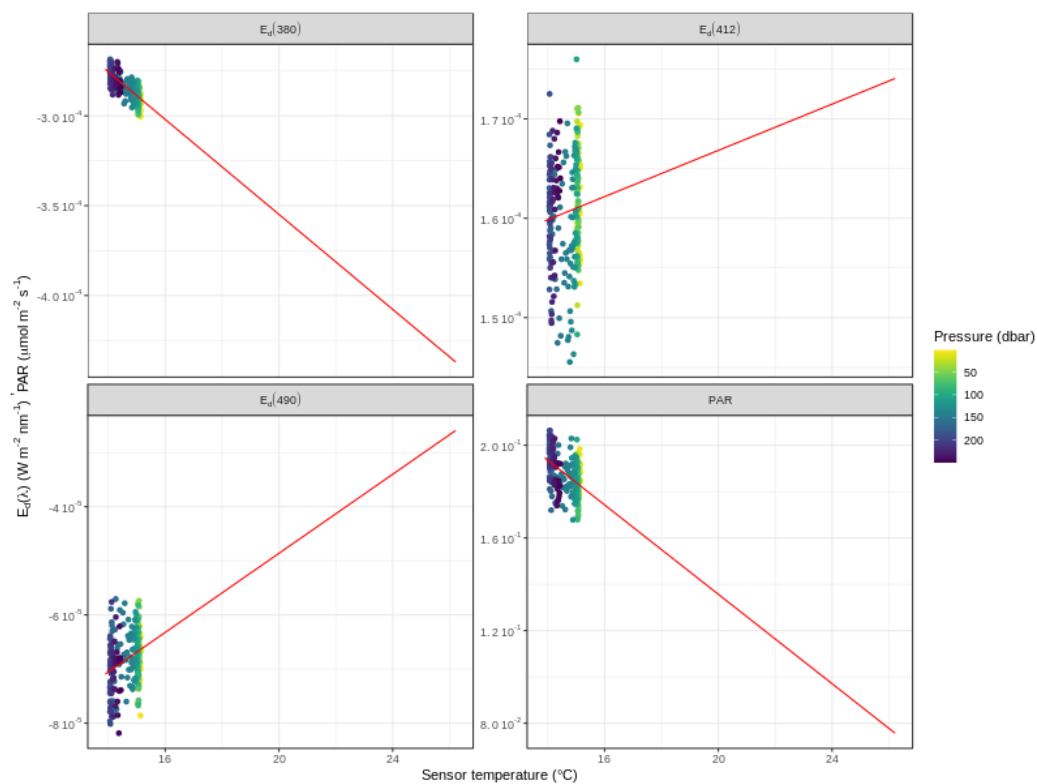 E_d(380)
E_d(412)
-3.0 10⁻⁴
-3.5 10⁻⁴
-4.0 10⁻⁴
1.7 10⁻⁴
1.6 10⁻⁴
1.5 10⁻⁴
E_d(490)
PAR
-4 10⁻⁵
-6 10⁻⁵
-8 10⁻⁵
2.0 10⁻¹
1.6 10⁻¹
1.2 10⁻¹
8.0 10⁻²
16 20 24
16 20 24
Sensor temperature (°C)
E_d(λ) (W m⁻² nm⁻¹) , PAR (μmol m⁻² s⁻¹)
Pressure (dbar)
50
100
150
200